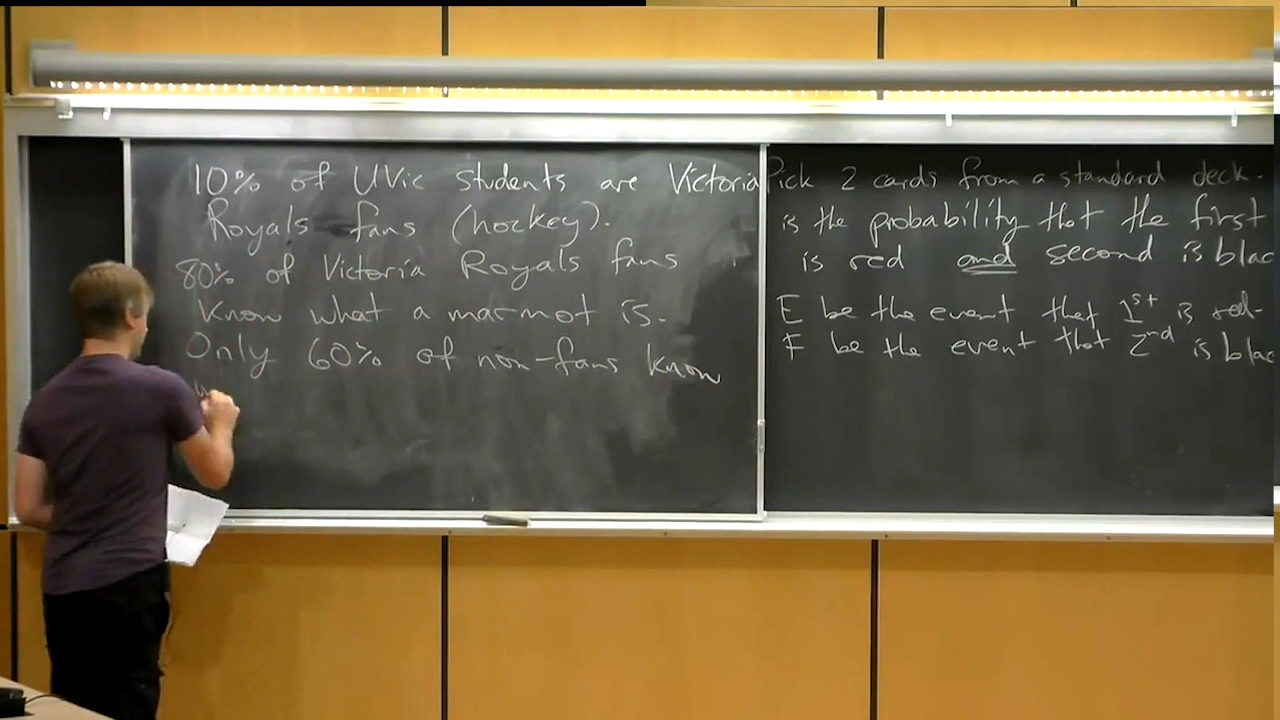 10% of UVic students are Victoria
Royals fans (hockey).
80% of Victoria Royals fans
know what a marmot is.
Only 60% of non-fans know
Pick 2 cards from a standard deck.
is the probability that the first
is red and second is blac
E be the event that 1st is red.
F be the event that 2nd is blac